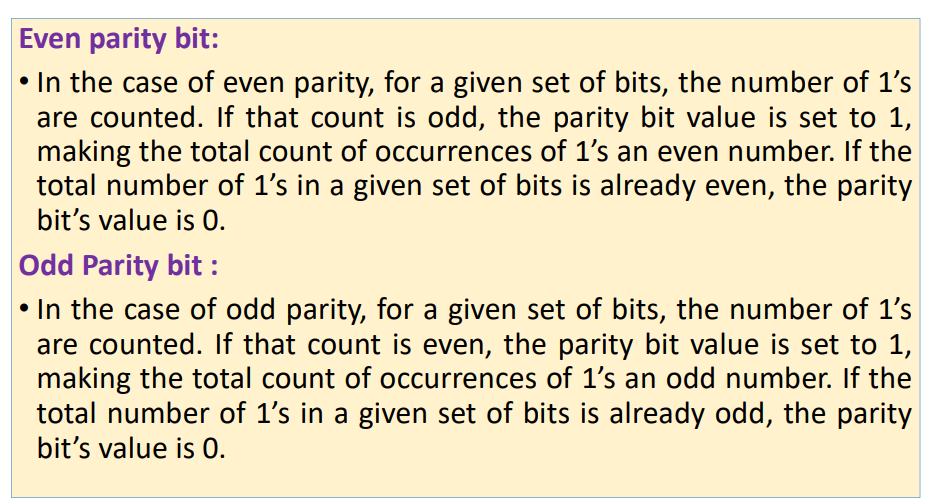 Even parity bit:
• In the case of even parity, for a given set of bits, the number of 1’s
are counted. If that count is odd, the parity bit value is set to 1,
making the total count of occurrences of 1’s an even number. If the
total number of 1’s in a given set of bits is already even, the parity
bit’s value is 0.
Odd Parity bit :
• In the case of odd parity, for a given set of bits, the number of 1’s
are counted. If that count is even, the parity bit value is set to 1,
making the total count of occurrences of 1’s an odd number. If the
total number of 1’s in a given set of bits is already odd, the parity
bit’s value is 0.